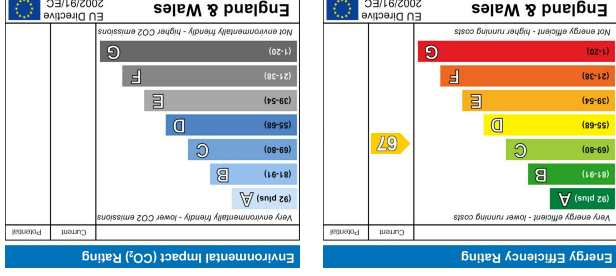 Energy Efficiency Rating
Current
Potential
Very energy efficient - lower running costs
(92 plus) A
(81-91) B
(69-80) C
(55-68) D
67
(39-54) E
(21-38) F
(1-20) G
Not energy efficient - higher running costs
England & Wales
EU Directive
2002/91/EC
Environmental Impact (CO2) Rating
Current
Potential
Very environmentally friendly - lower CO2 emissions
(92 plus) A
(81-91) B
(69-80) C
(55-68) D
(39-54) E
(21-38) F
(1-20) G
Not environmentally friendly - higher CO2 emissions
England & Wales
EU Directive
2002/91/EC